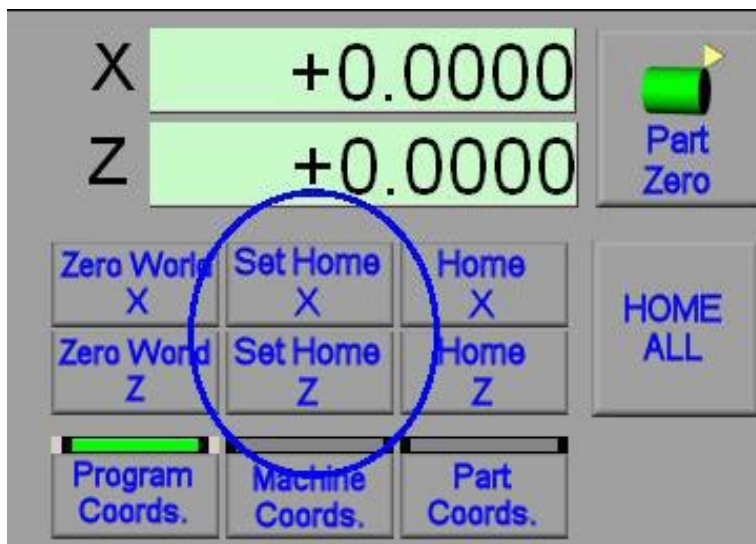 X +0.0000
Z +0.0000
Part
Zero
Zero World
X
Set Home
X
Home
X
HOME
ALL
Zero World
Z
Set Home
Z
Home
Z
Program
Coords.
Machine
Coords.
Part
Coords.